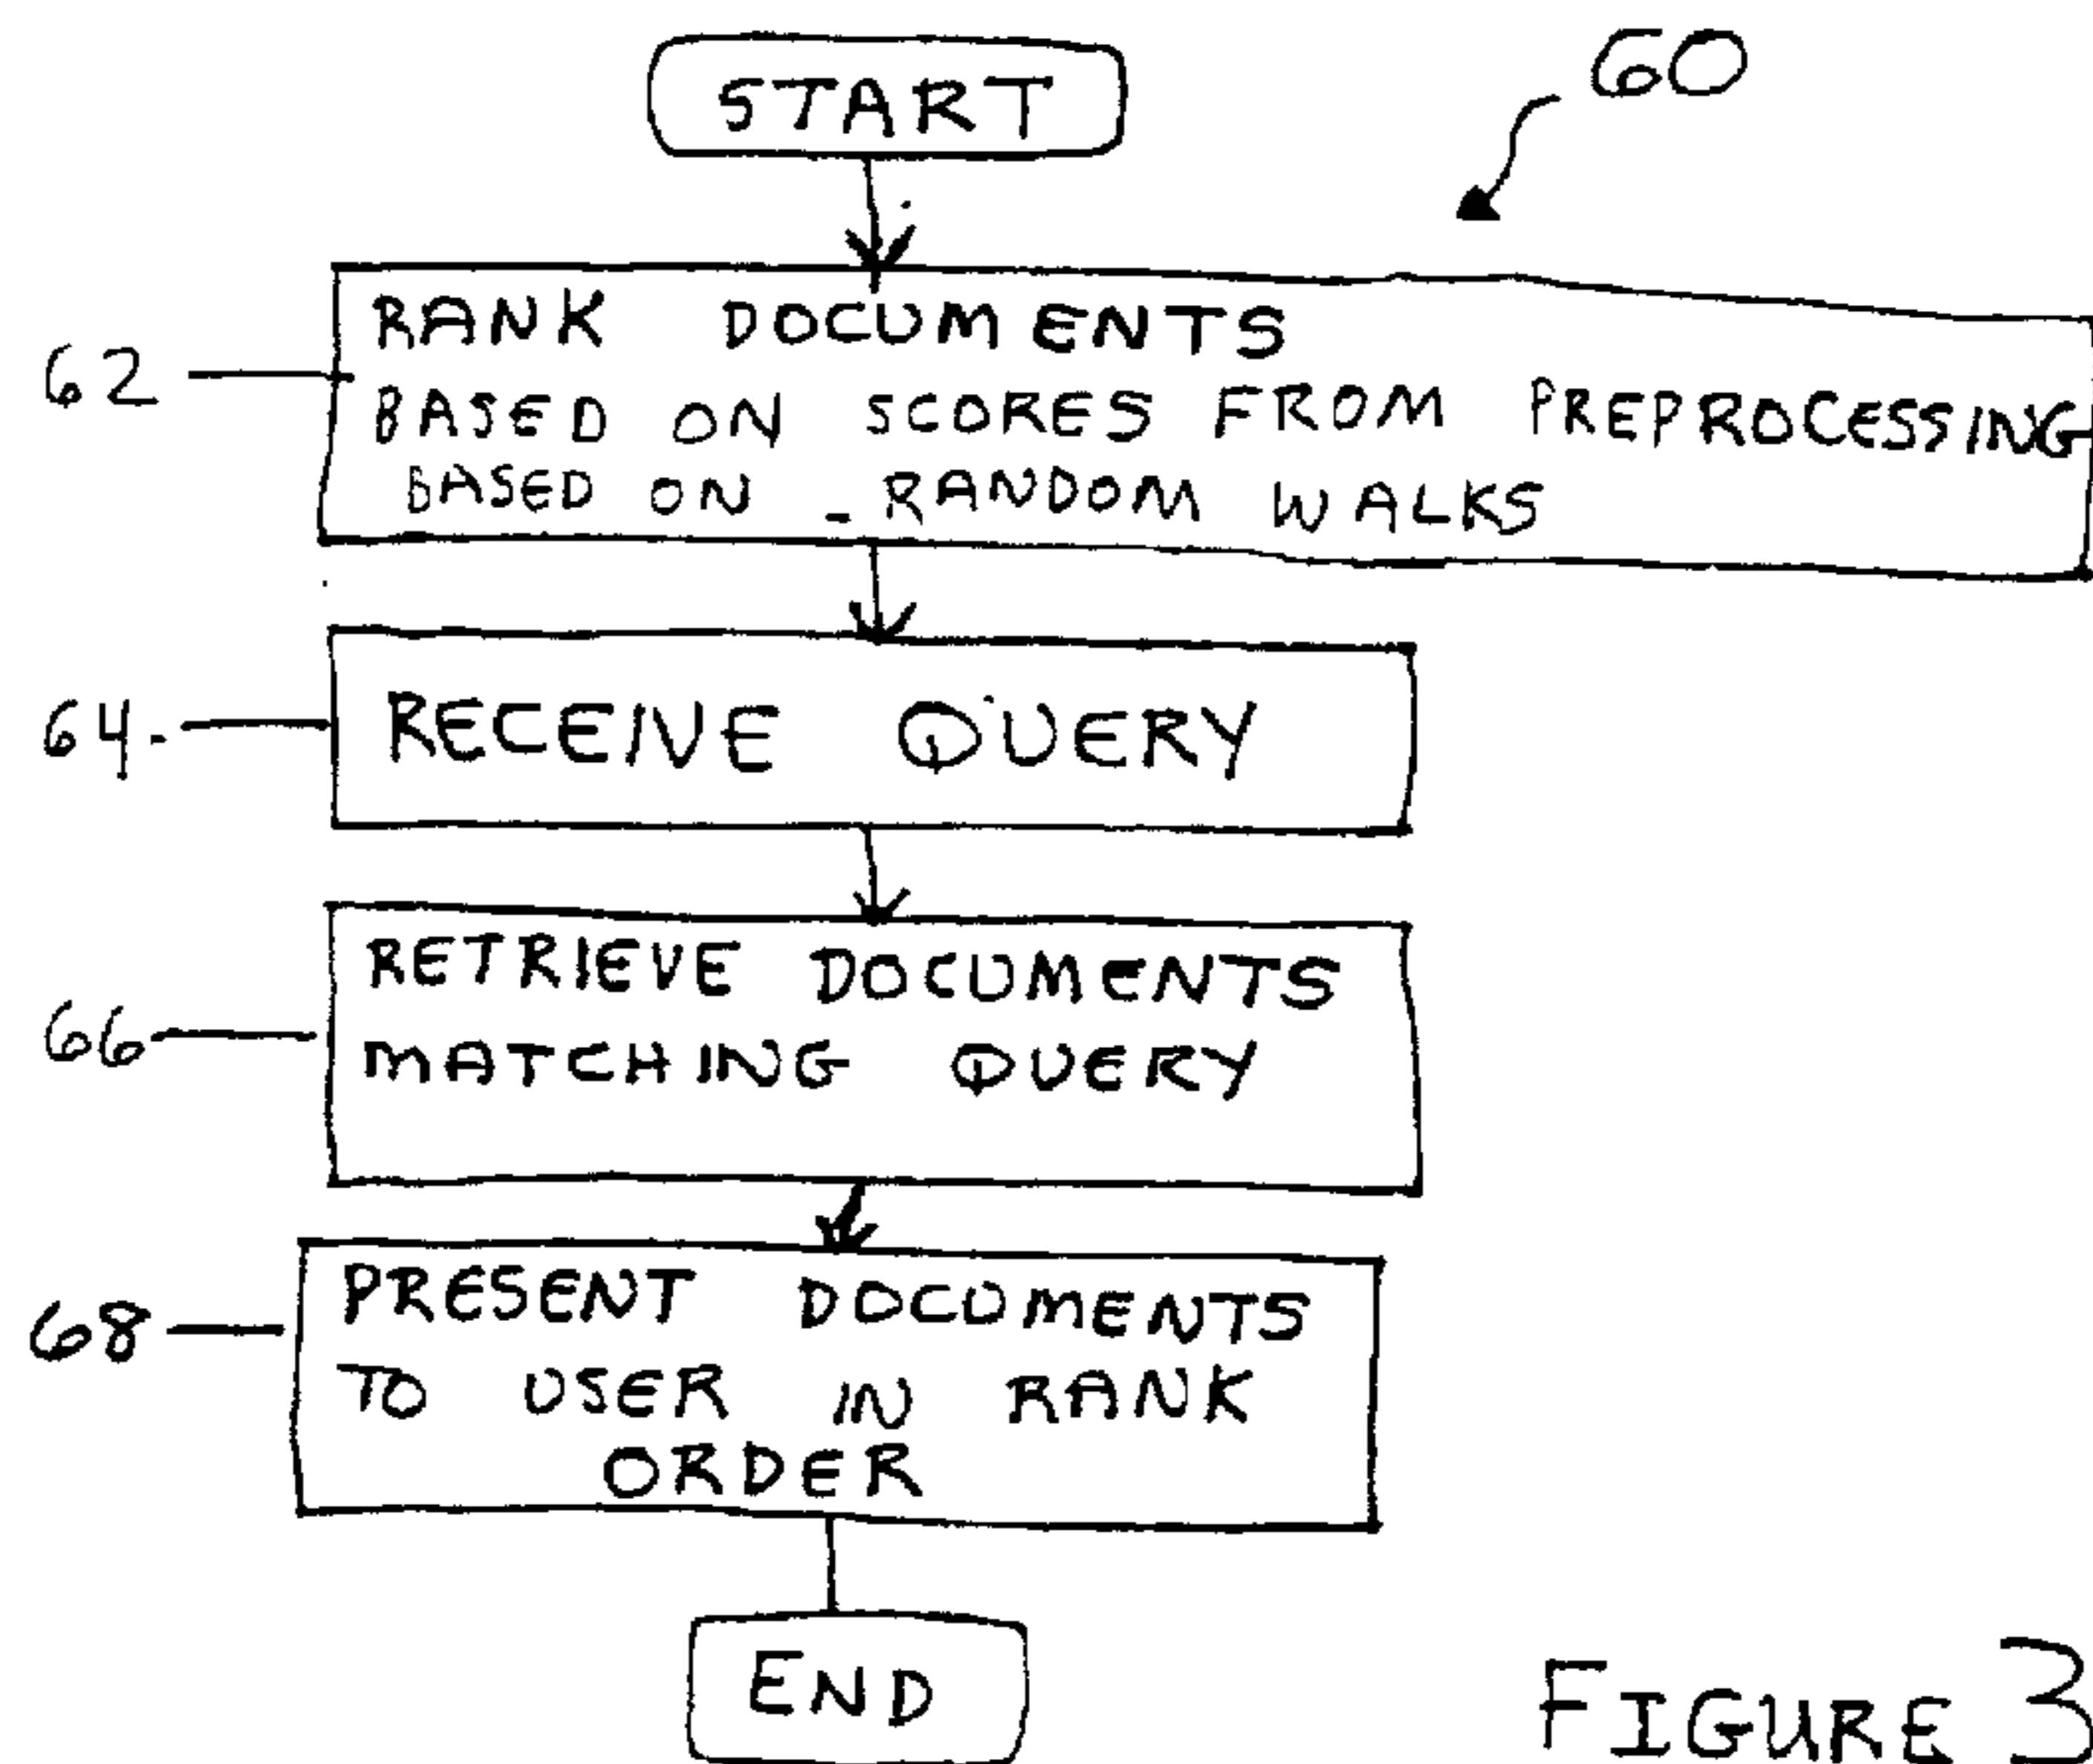 START
60
62
RANK DOCUMENTS
BASED ON SCORES FROM PREPROCESSING
BASED ON RANDOM WALKS
64
RECEIVE QUERY
66
RETRIEVE DOCUMENTS
MATCHING QUERY
68
PRESENT DOCUMENTS
TO USER IN RANK
ORDER
END
FIGURE 3